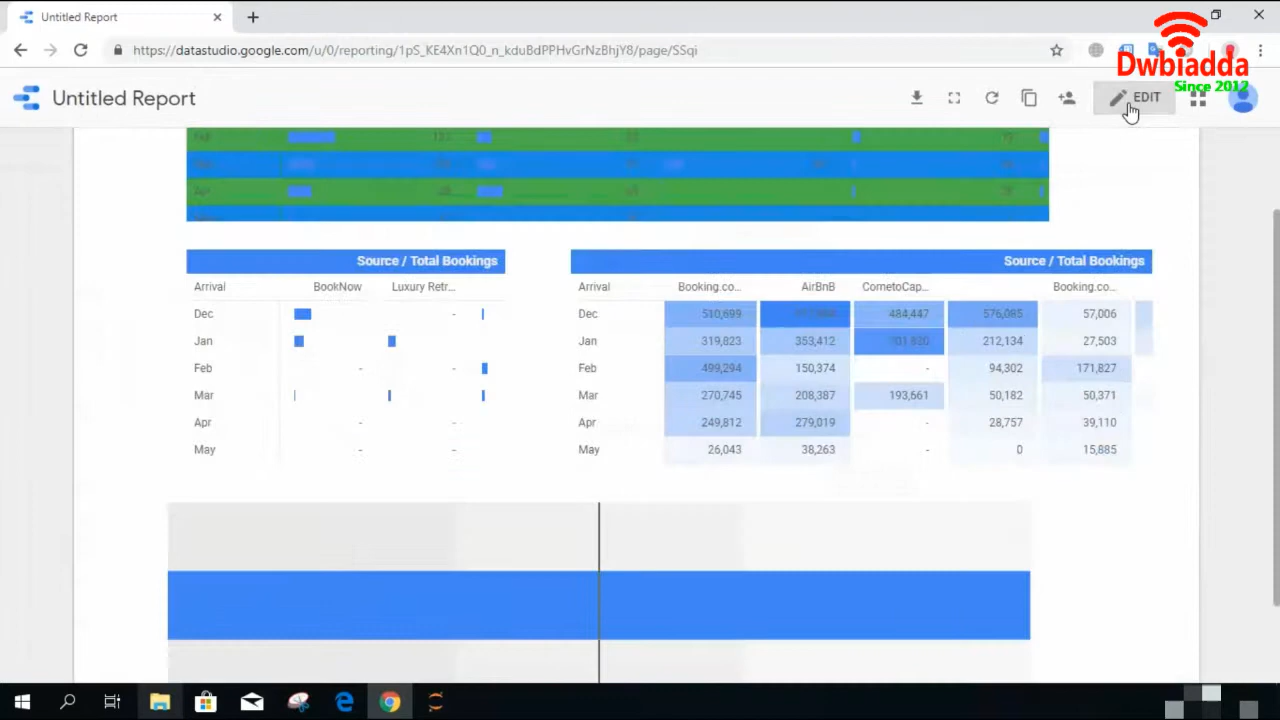 Untitled Report
https://datastudio.google.com/u/0/reporting/1pS_KE4Xn1Q0_n_kduBdPPHvGrNzBhjY8/page/SSqi
Dwbiadda
Since 2012
Untitled Report
EDIT
Apr
Source / Total Bookings
Arrival BookNow Luxury Retr...
Dec -
Jan
Feb - -
Mar
Apr - -
May - -
Source / Total Bookings
Arrival Booking.co... AirBnB CometoCap... Booking.co...
Dec 510,699 484,447 576,085 57,006
Jan 319,823 353,412 212,134 27,503
Feb 499,294 150,374 - 94,302 171,827
Mar 270,745 208,387 193,661 50,182 50,371
Apr 249,812 279,019 - 28,757 39,110
May 26,043 38,263 - 0 15,885